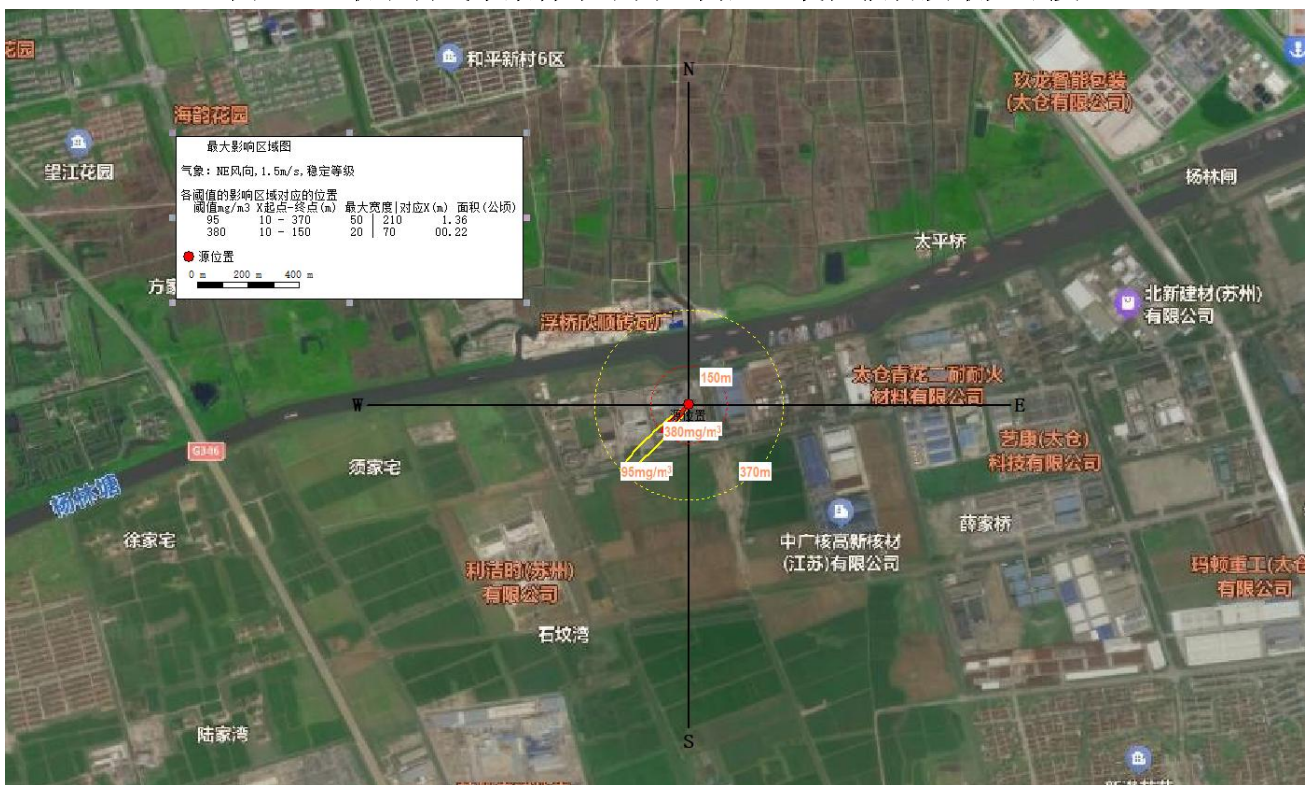 花园
和平新村6区
N
玖龙智能包装
(太仓有限公司)
海韵花园
望江花园
最大影响区域图
气象：NE风向,1.5m/s,稳定等级
各阈值的影响区域对应的位置
阈值mg/m3 X起点-终点(m) 最大宽度|对应X(m) 面积(公顷)
95 10 - 370 50 | 210 1.36
380 10 - 150 20 | 70 00.22
源位置
0 m 200 m 400 m
杨林闸
太平桥
方家
北新建材(苏州)
有限公司
浮桥欣顺砖瓦厂
150m
太仓青花二耐耐火
材料有限公司
W
E
源位置
380mg/m³
G346
须家宅
95mg/m³
370m
艺康(太仓)
科技有限公司
杨林塘
徐家宅
薛家桥
中广核高新核材
(江苏)有限公司
利洁时(苏州)
有限公司
玛顿重工(太仓
有限公司
石坟湾
陆家湾
S